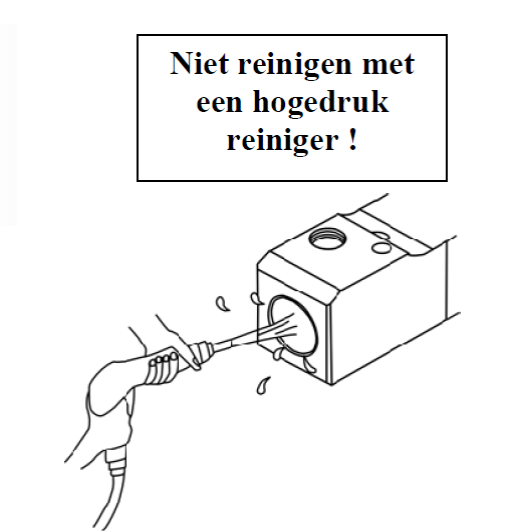 Niet reinigen met
een hogedruk
reiniger !